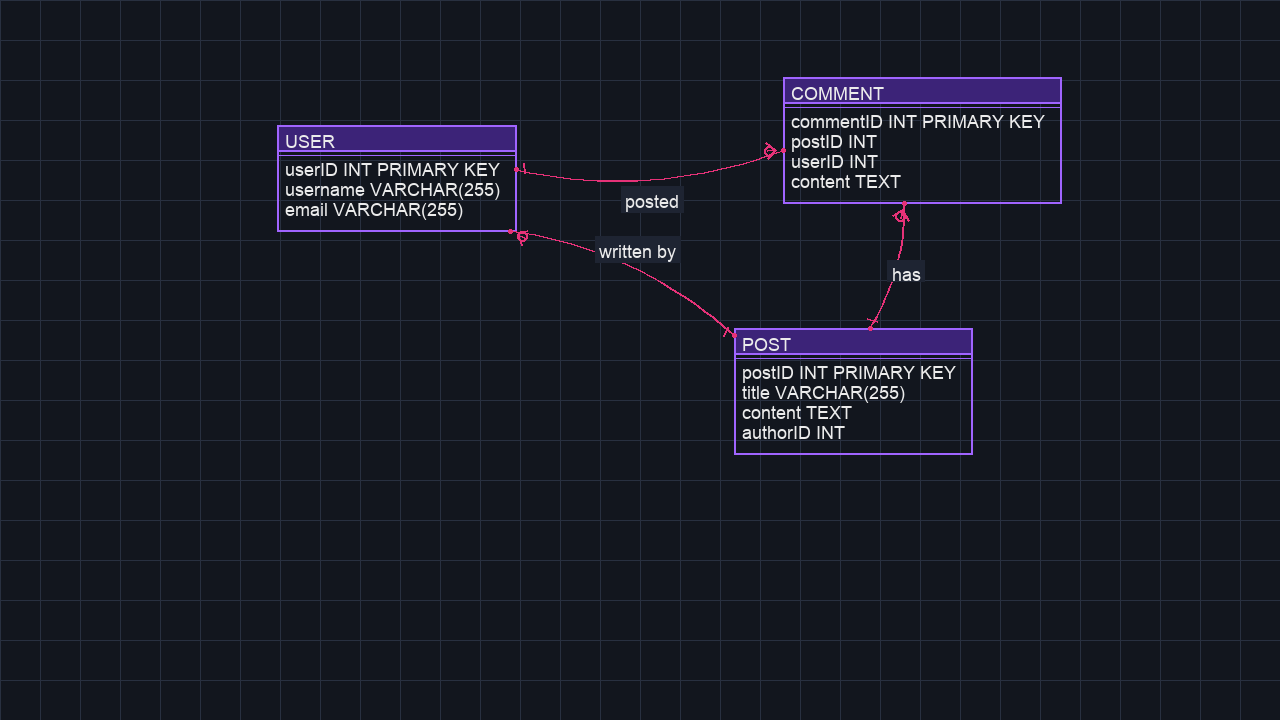 USER
userID INT PRIMARY KEY
username VARCHAR(255)
email VARCHAR(255)
COMMENT
commentID INT PRIMARY KEY
postID INT
userID INT
content TEXT
posted
written by
has
POST
postID INT PRIMARY KEY
title VARCHAR(255)
content TEXT
authorID INT